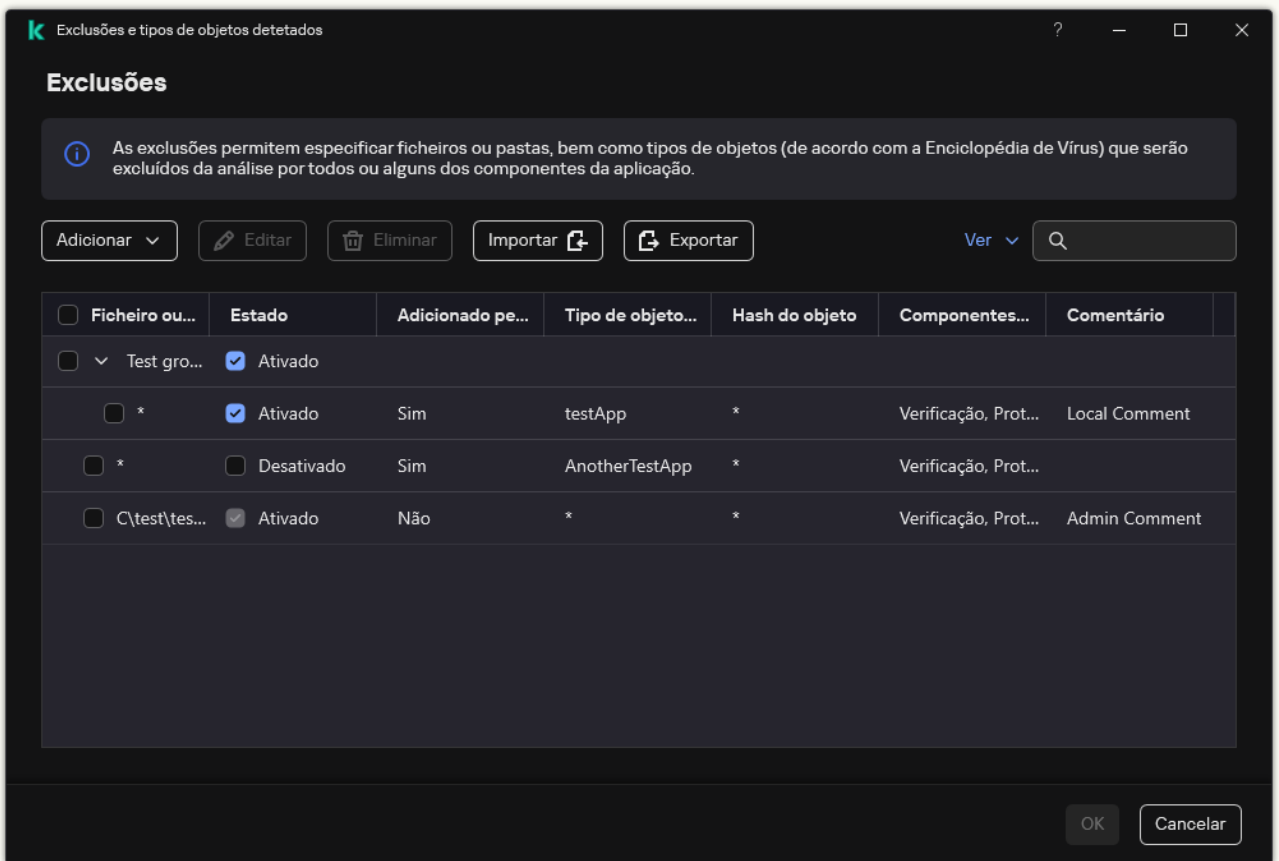 Exclusões e tipos de objetos detetados
?
Exclusões
As exclusões permitem especificar ficheiros ou pastas, bem como tipos de objetos (de acordo com a Enciclopédia de Vírus) que serão
excluídos da análise por todos ou alguns dos componentes da aplicação.
Adicionar Editar Eliminar Importar Exportar Ver
Ficheiro ou... Estado Adicionado pe... Tipo de objeto... Hash do objeto Componentes... Comentário
Test gro... Ativado
* Ativado Sim testApp * Verificação, Prot... Local Comment
* Desativado Sim AnotherTestApp * Verificação, Prot...
C\test\tes... Ativado Não * * Verificação, Prot... Admin Comment
OK Cancelar